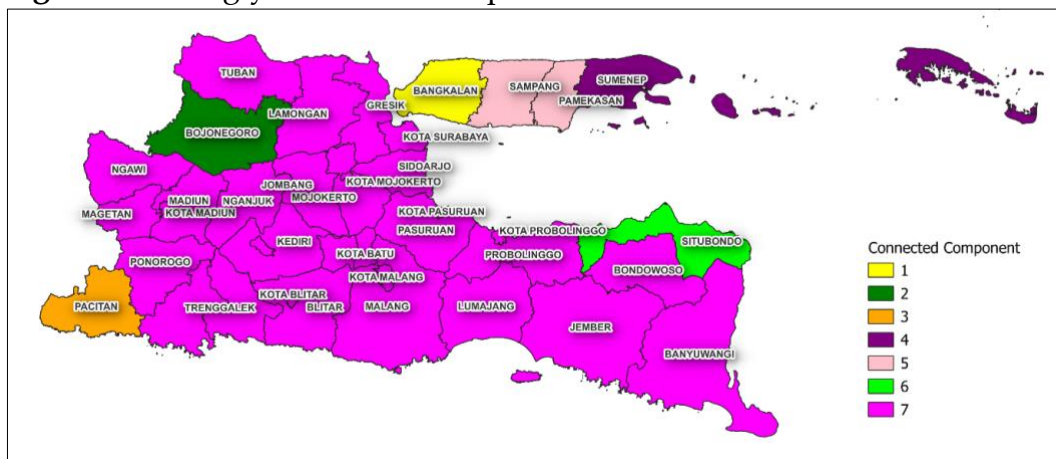 TUBAN
BANGKALAN
SAMPANG
SUMENEP
PAMEKASAN
GRESIK
LAMONGAN
BOJONEGORO
KOTA SURABAYA
NGAWI
SIDOARJO
JOMBANG
KOTA MOJOKERTO
MADIUN
NGANJUK
MOJOKERTO
MAGETAN
KOTA MADIUN
KOTA PASURUAN
PASURUAN
KOTA PROBOLINGGO
SITUBONDO
KEDIRI
KOTA BATU
PROBOLINGGO
PONOROGO
BONDOWOSO
KOTA MALANG
KOTA BLITAR
PACITAN
TRENGGALEK
BLITAR
MALANG
LUMAJANG
JEMBER
BANYUWANGI
Connected Component
1
2
3
4
5
6
7